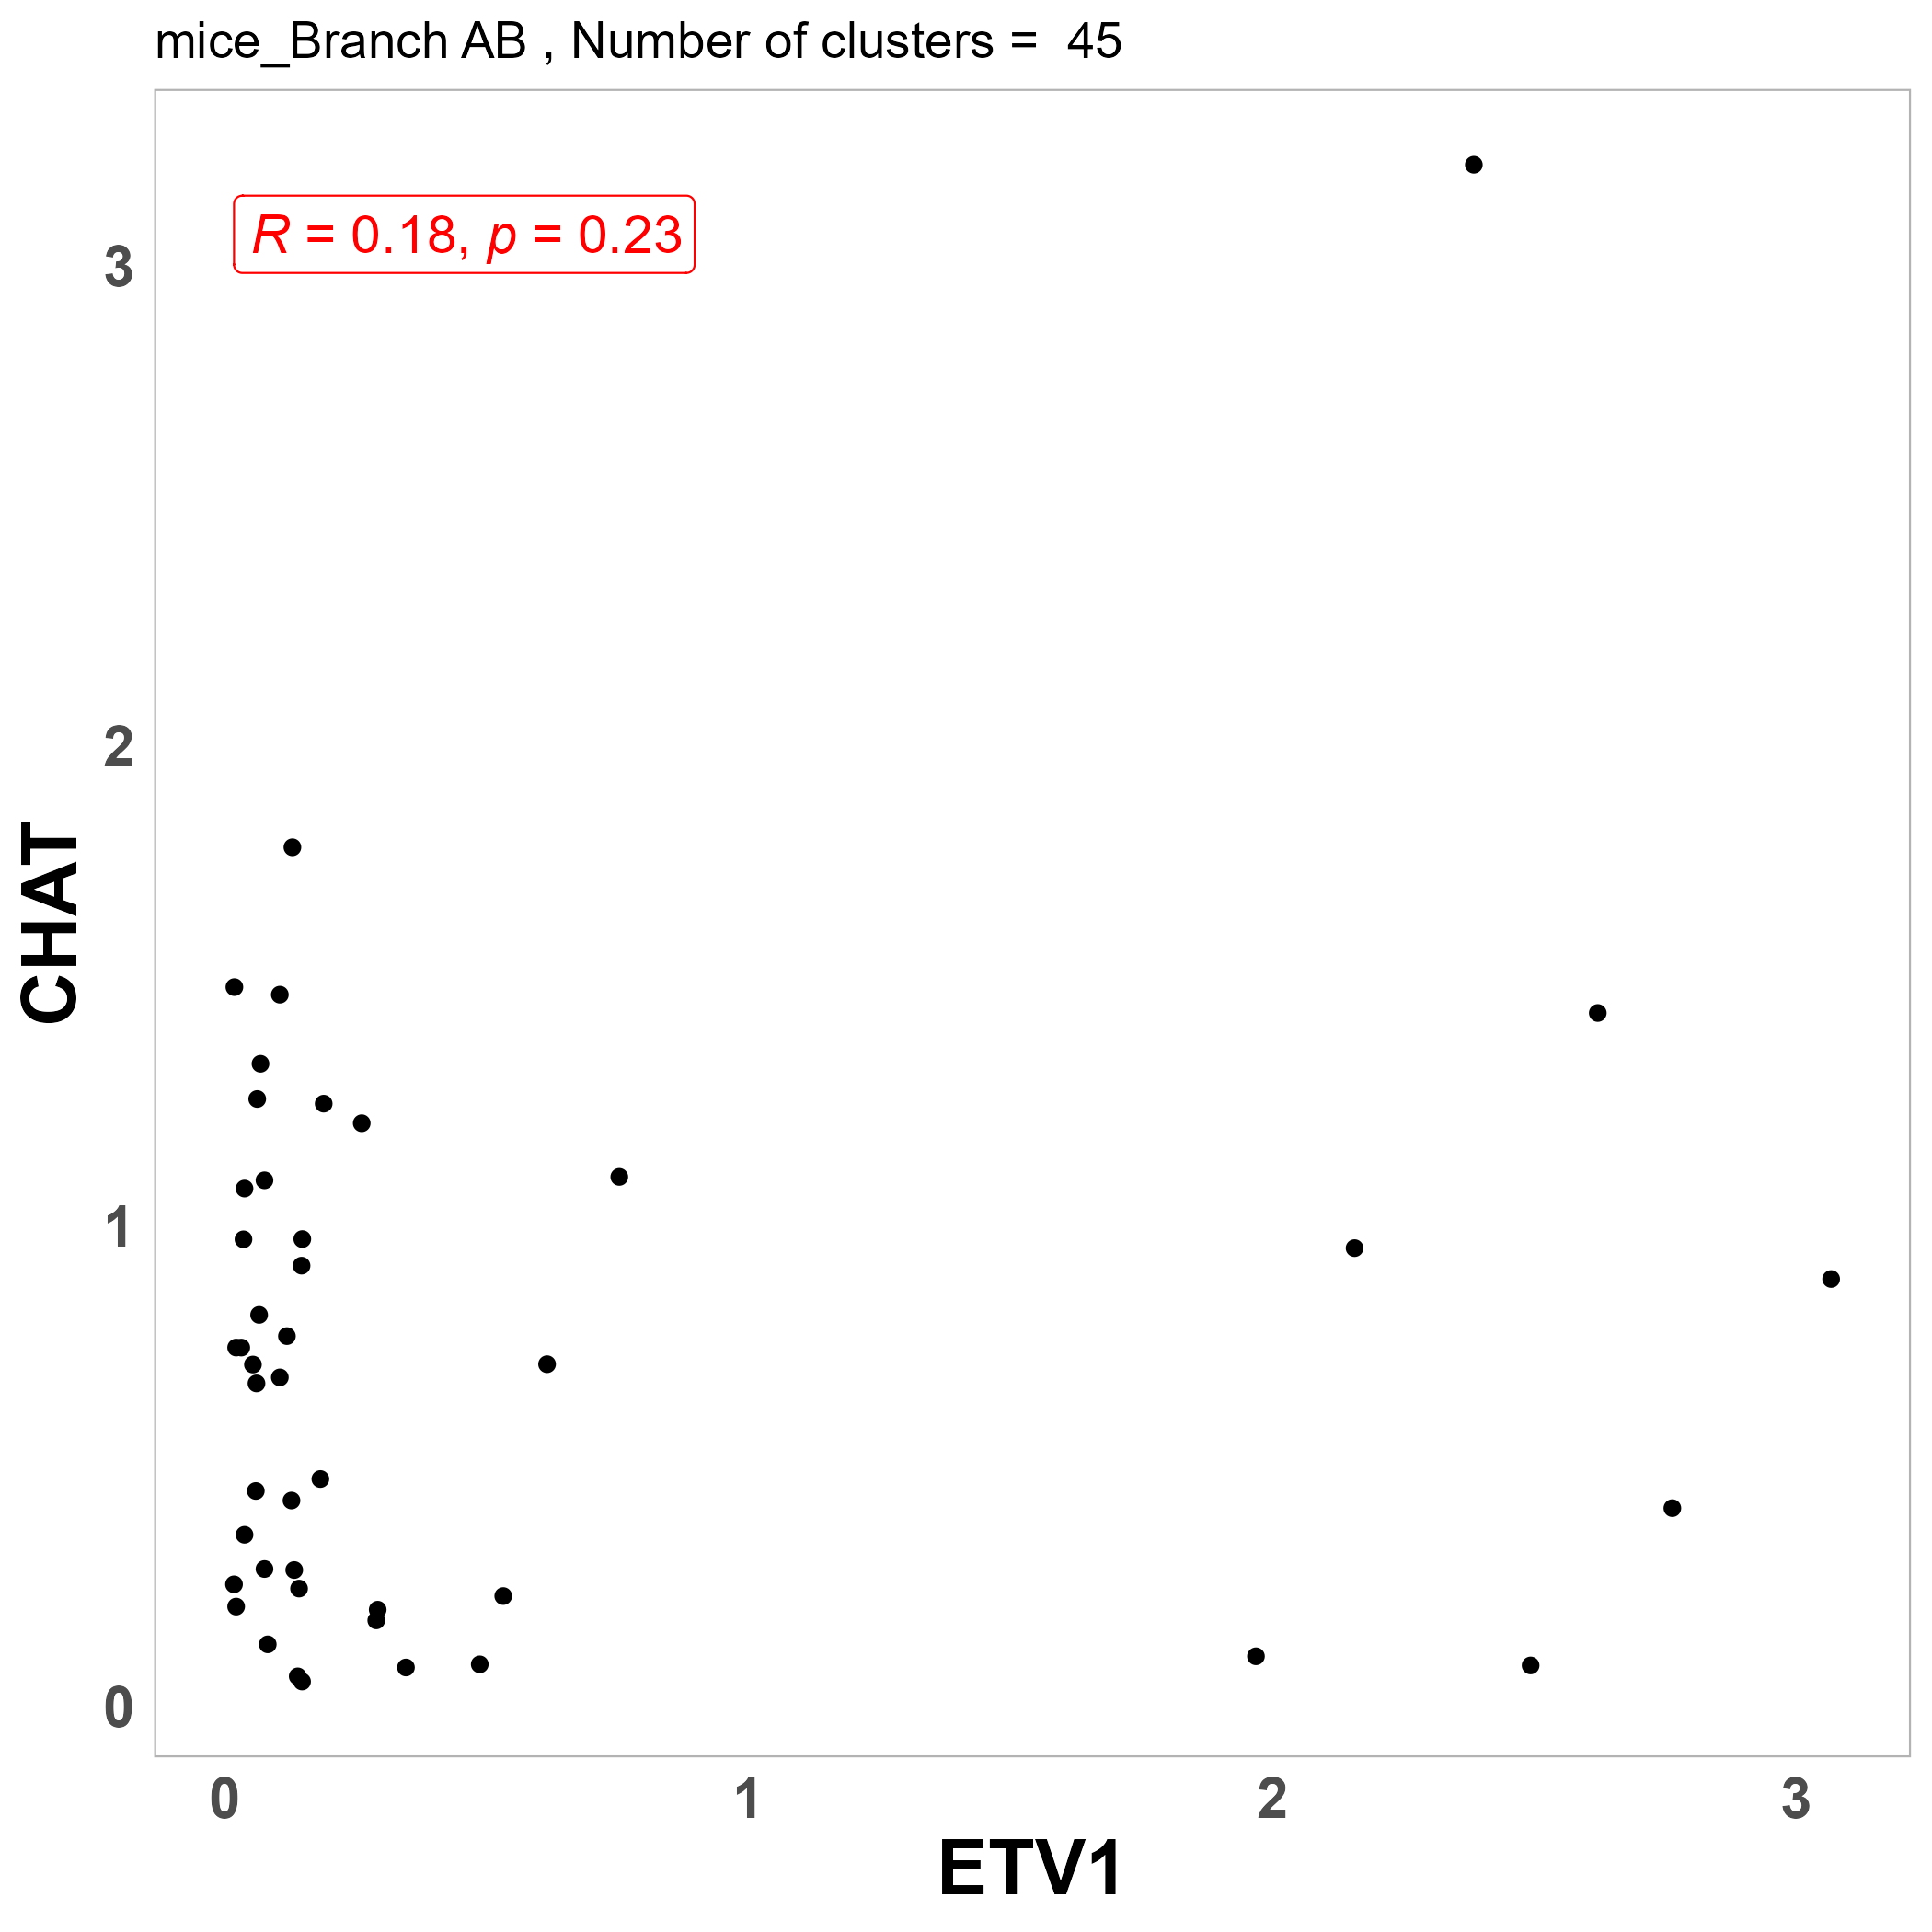 mice_Branch AB , Number of clusters =  45
R = 0.18, p = 0.23
3
2
1
0
CHAT
0 1 2 3
ETV1